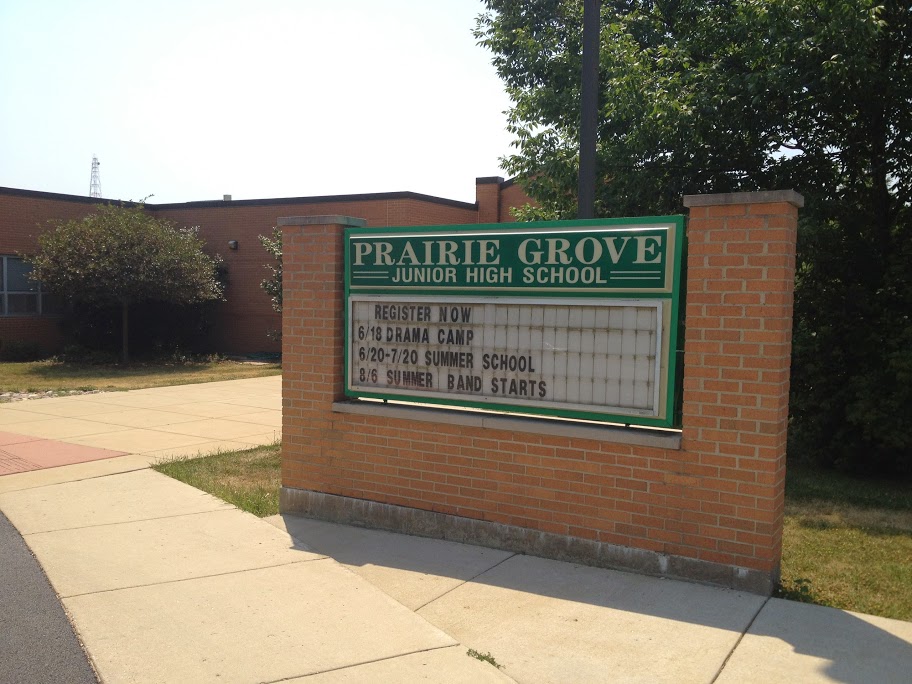 PRAIRIE GROVE
JUNIOR HIGH SCHOOL
REGISTER NOW
6/18 DRAMA CAMP
6/20-7/20 SUMMER SCHOOL
8/6 SUMMER BAND STARTS